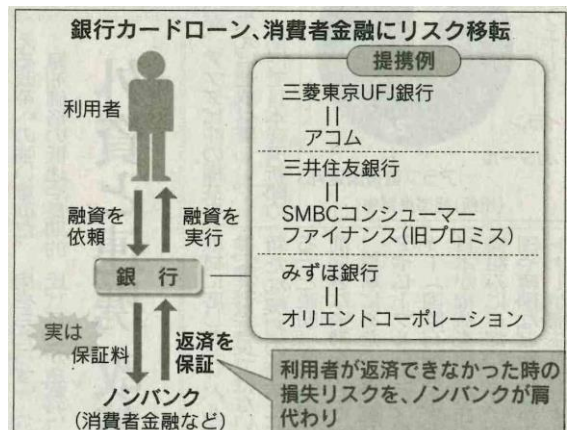 銀行カードローン、消費者金融にリスク移転
利用者
融資を
依頼
融資を
実行
銀行
実は
保証料
返済を
保証
ノンバンク
(消費者金融など)
提携例
三菱東京UFJ銀行
||
アコム
三井住友銀行
||
SMBCコンシューマー
ファイナンス(旧プロミス)
みずほ銀行
||
オリエントコーポレーション
利用者が返済できなかった時の
損失リスクを、ノンバンクが肩
代わり